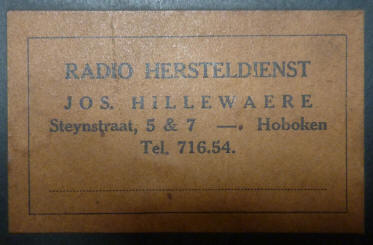 RADIO HERSTELDIENST
JOS. HILLEWAERE
Steynstraat, 5 & 7 —. Hoboken
Tel. 716.54.